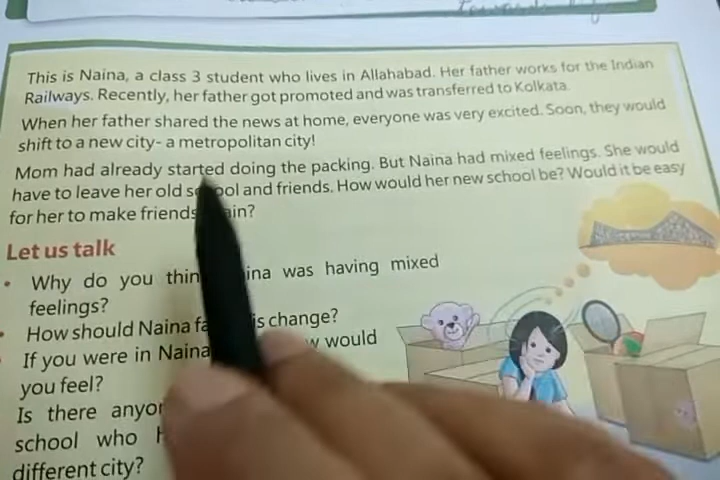 This is Naina, a class 3 student who lives in Allahabad. Her father works for the Indian
Railways. Recently, her father got promoted and was transferred to Kolkata.
When her father shared the news at home, everyone was very excited. Soon, they would
shift to a new city- a metropolitan city!
Mom had already started doing the packing. But Naina had mixed feelings. She would
have to leave her old school and friends. How would her new school be? Would it be easy
for her to make friends
Let us talk
• Why do you ina was having mixed
feelings?
• How should Naina is change?
• If you were in would
you feel?
Is there
school who
different city?